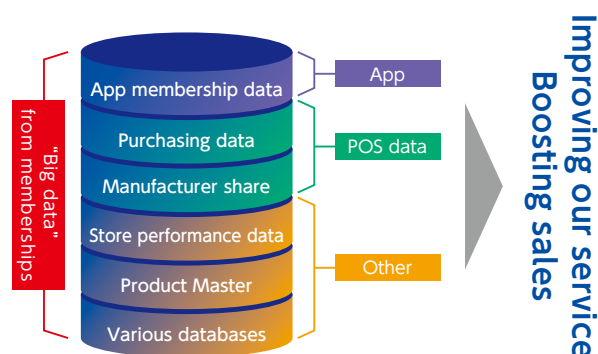 "Big data"
from memberships
App membership data
Purchasing data
Manufacturer share
Store performance data
Product Master
Various databases
App
POS data
Other
Improving our service
Boosting sales